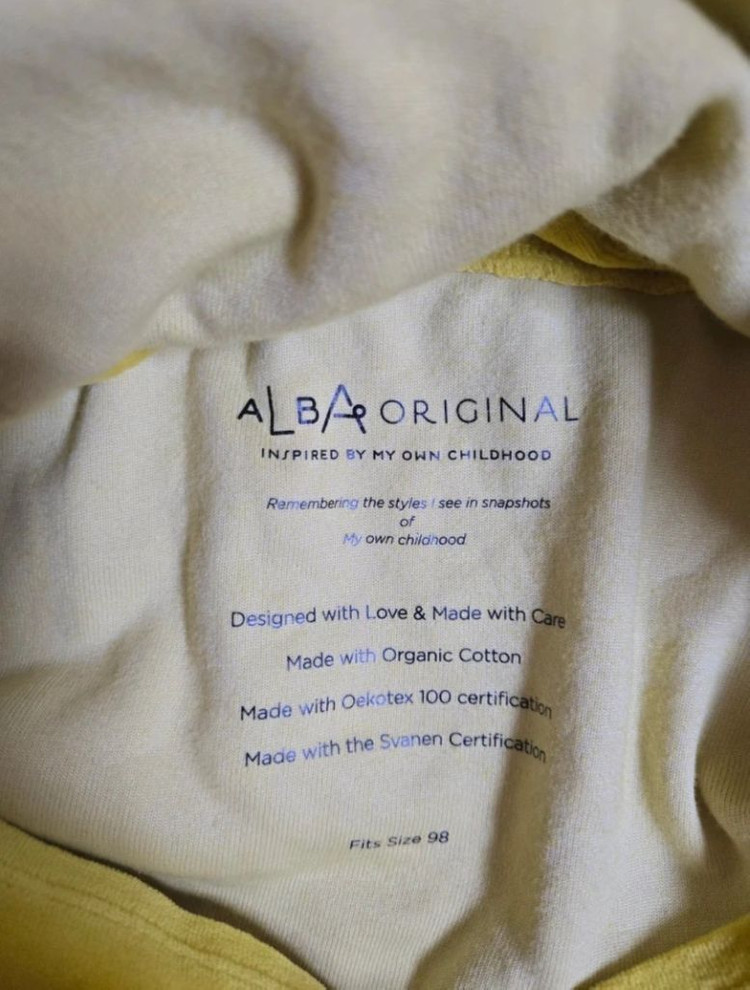 ALBA ORIGINAL
INSPIRED BY MY OWN CHILDHOOD
Remembering the styles I see in snapshots
of
My own childhood
Designed with Love & Made with Care
Made with Organic Cotton
Made with Oekotex 100 certification
Made with the Svanen Certification
Fits Size 98